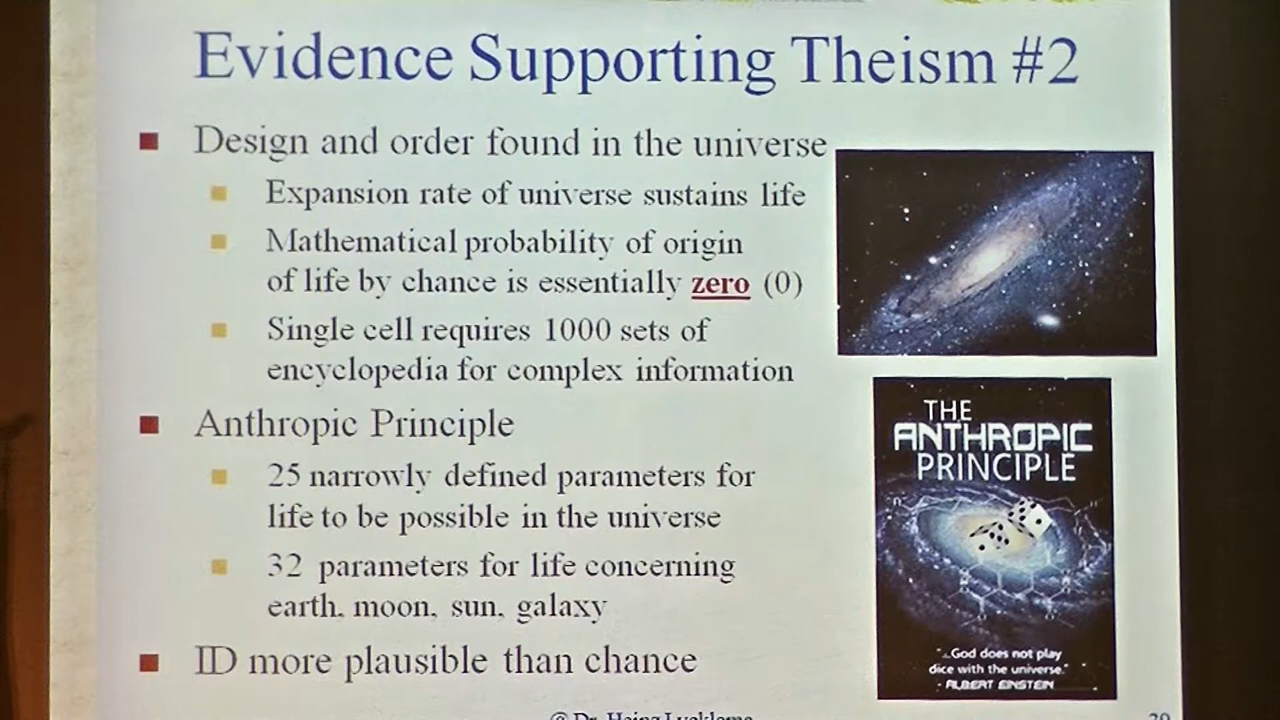 Evidence Supporting Theism #2
Design and order found in the universe
Expansion rate of universe sustains life
Mathematical probability of origin
of life by chance is essentially zero (0)
Single cell requires 1000 sets of
encyclopedia for complex information
Anthropic Principle
25 narrowly defined parameters for
life to be possible in the universe
32 parameters for life concerning
earth, moon, sun, galaxy
ID more plausible than chance
THE
ANTHROPIC
PRINCIPLE
"...God does not play
dice with the universe."
- ALBERT EINSTEIN
© Dr. Heinz